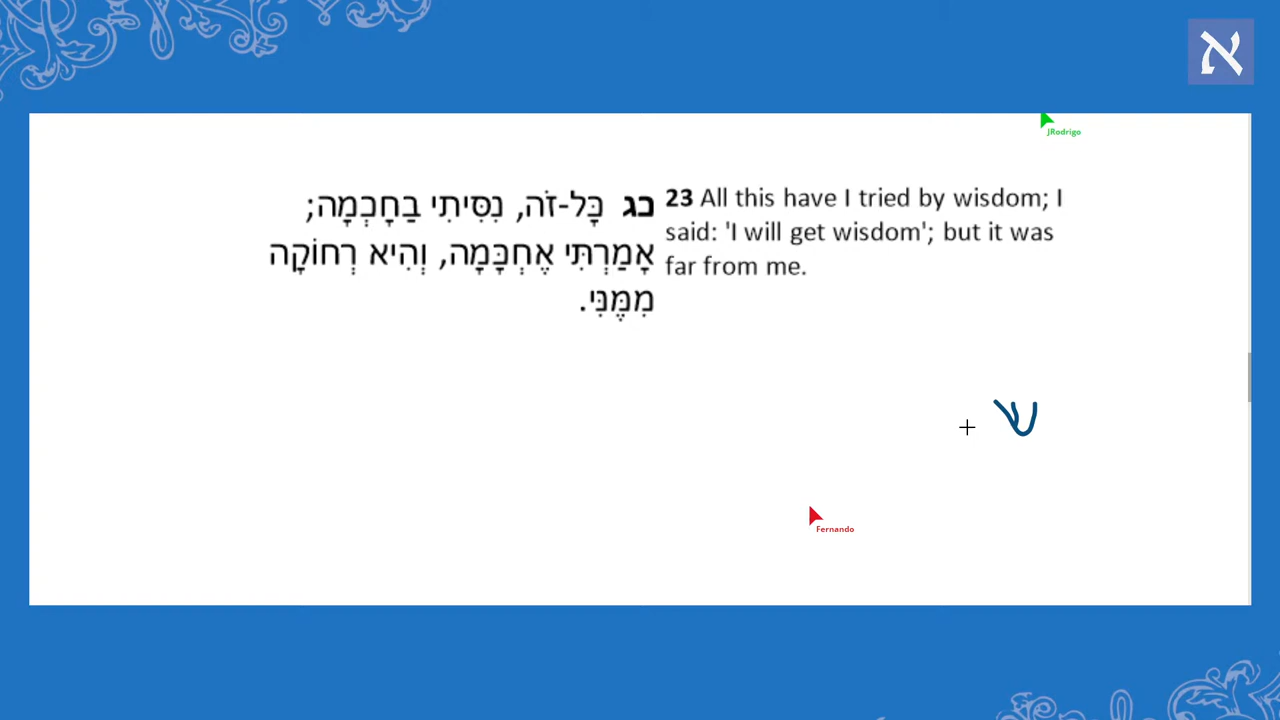 א
JRodrigo
כג כָּל-זֹה, נִסִּיתִי בַחָכְמָה;
אָמַרְתִּי אֶחְכָּמָה, וְהִיא רְחוֹקָה
מִמֶּנִּי.
23 All this have I tried by wisdom; I
said: 'I will get wisdom'; but it was
far from me.
ש
Fernando